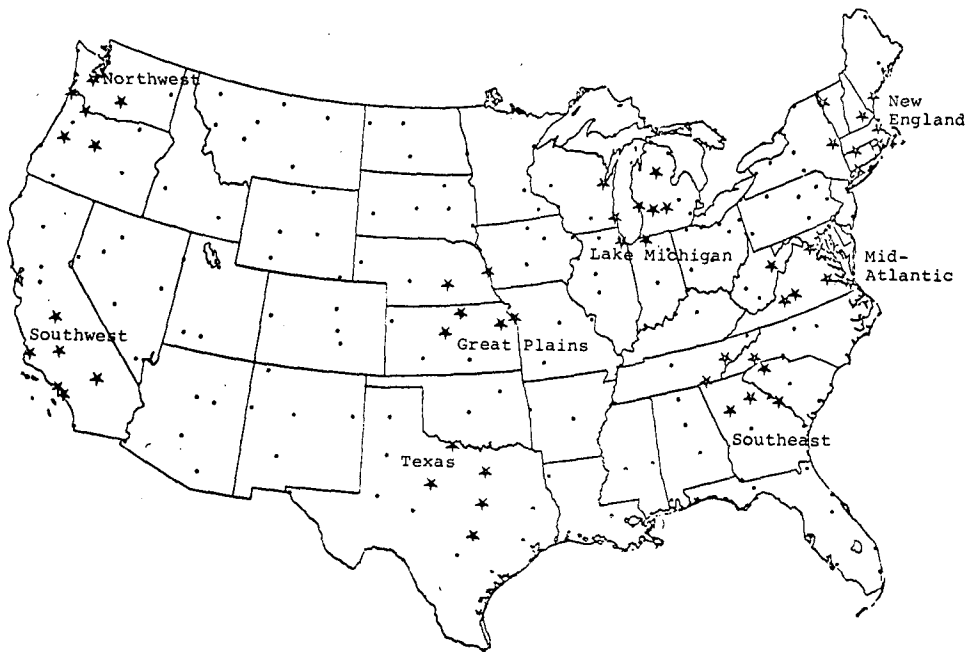 Northwest
New
England
Lake Michigan
Mid-
Atlantic
Southwest
Great Plains
Southeast
Texas